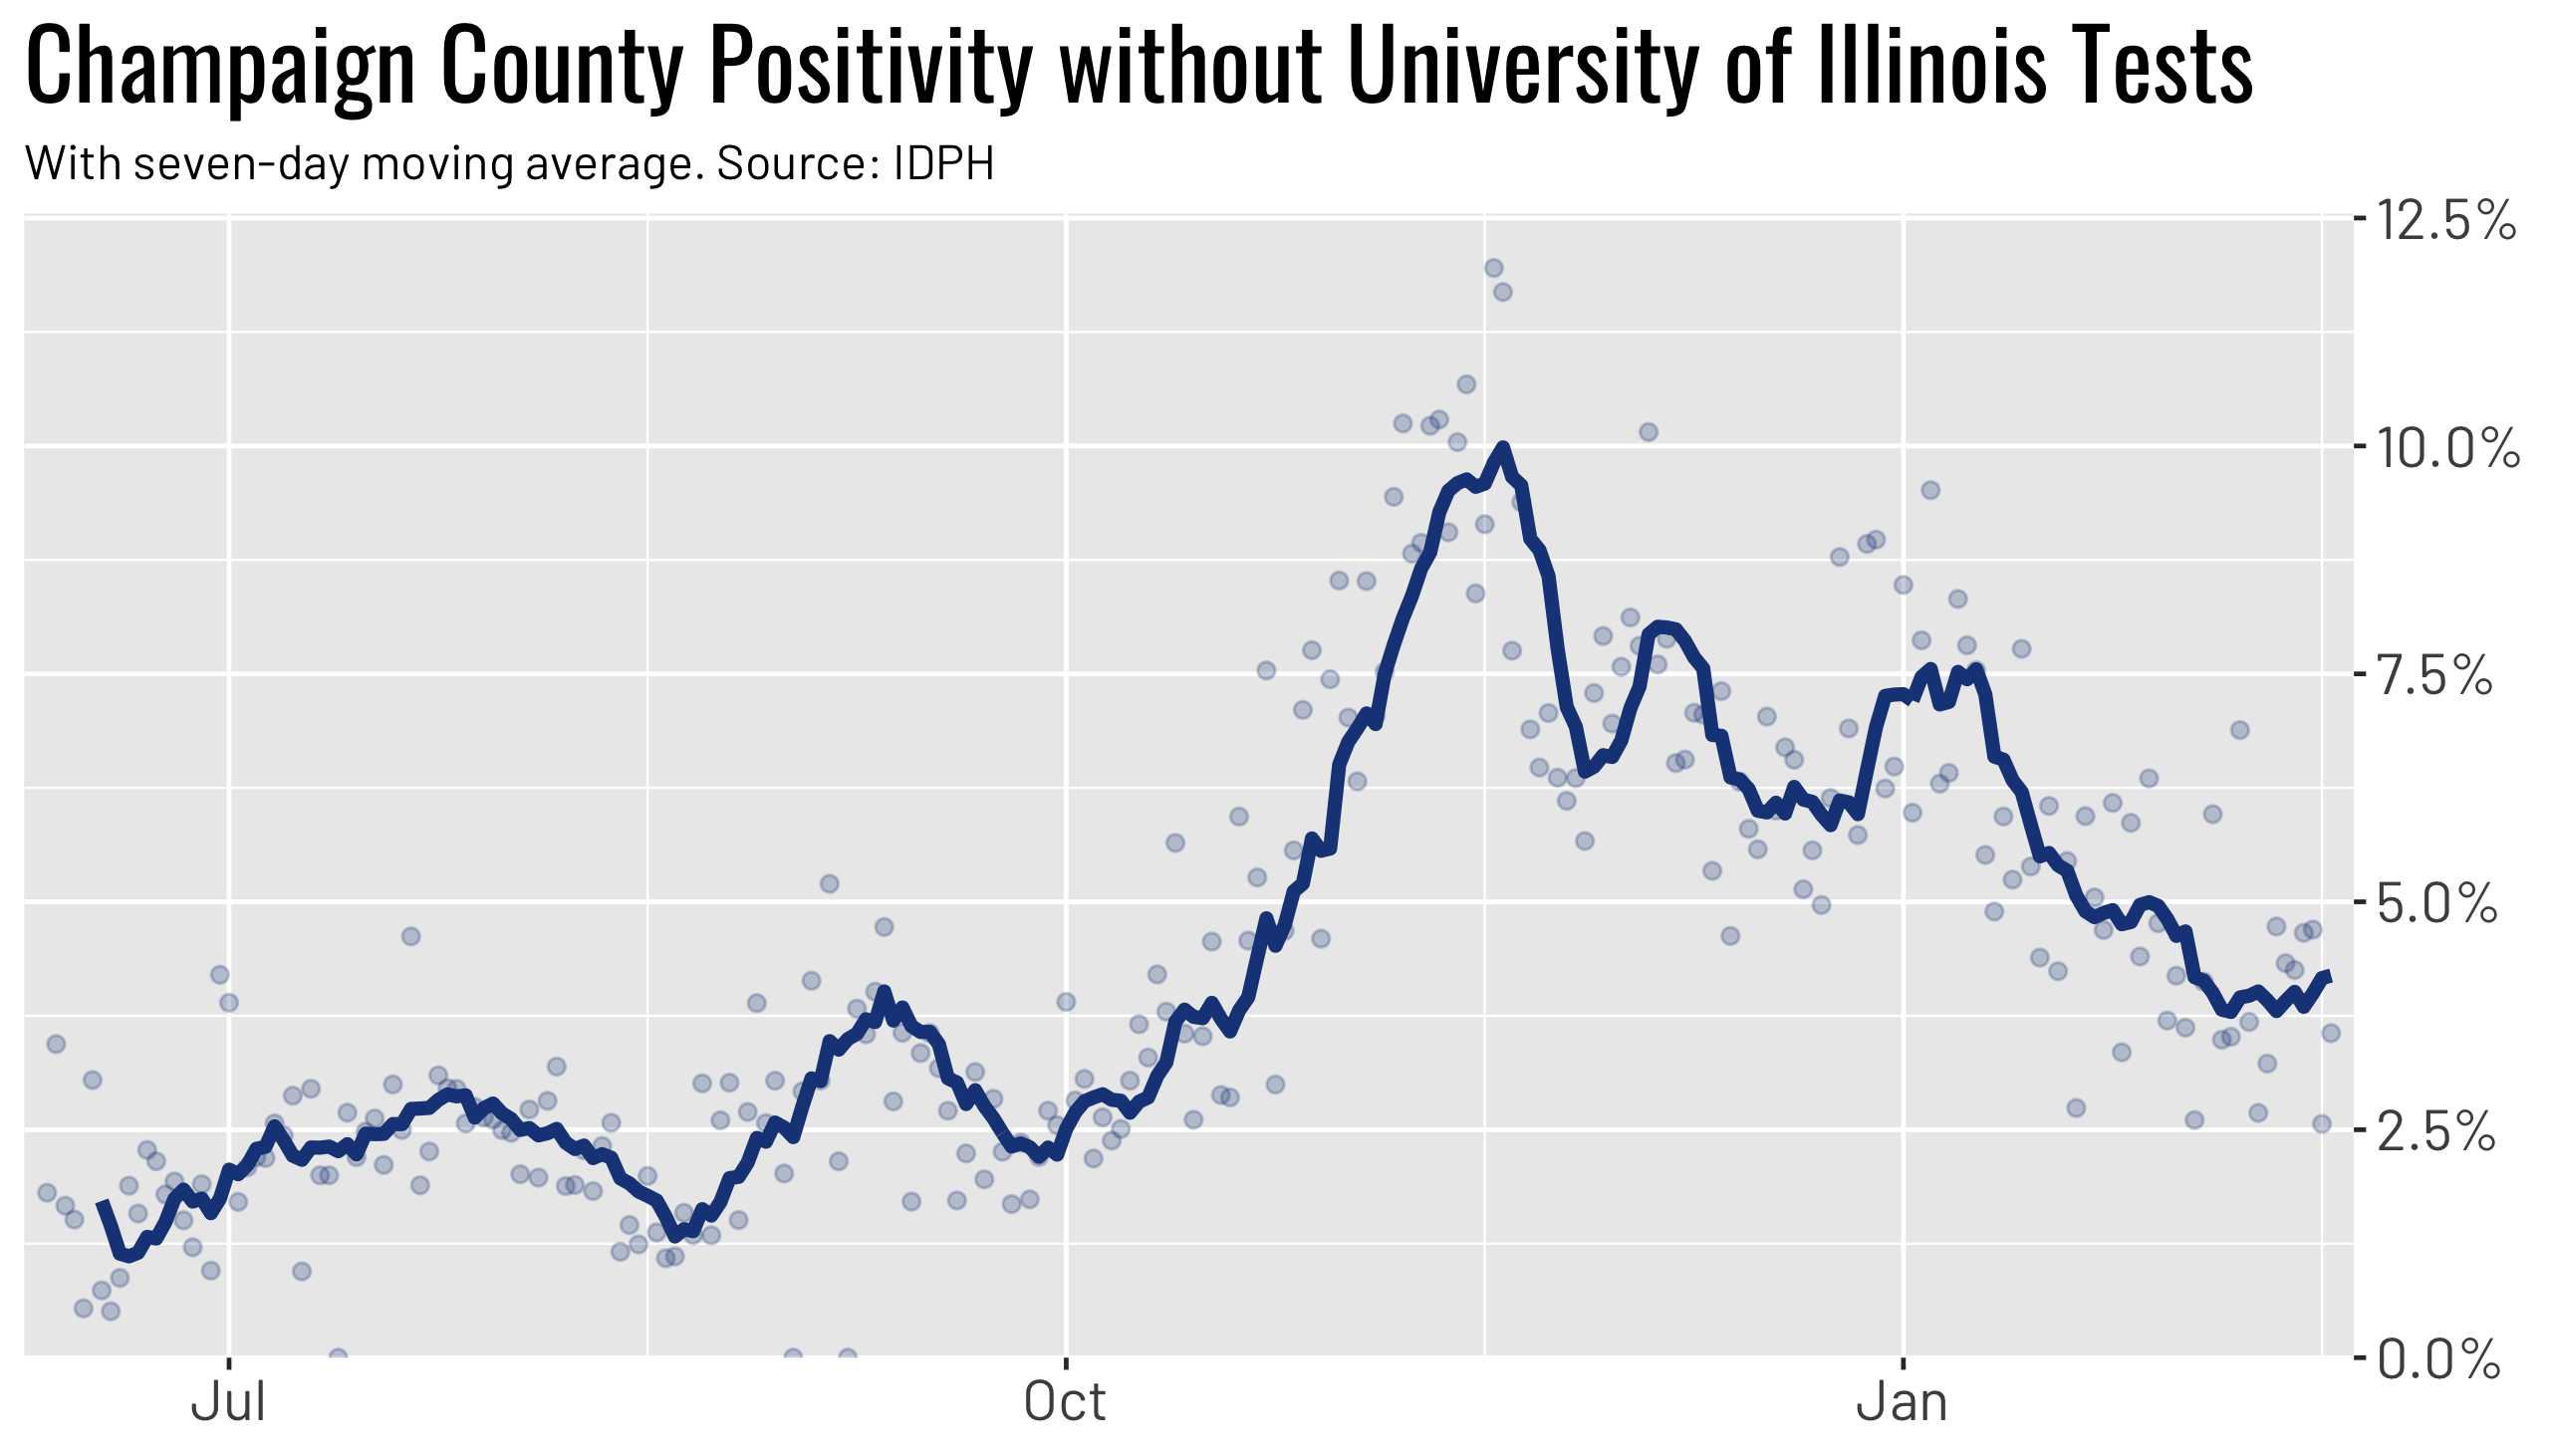 Champaign County Positivity without University of Illinois Tests
With seven-day moving average. Source: IDPH
12.5%
10.0%
7.5%
5.0%
2.5%
0.0%
Jul Oct Jan